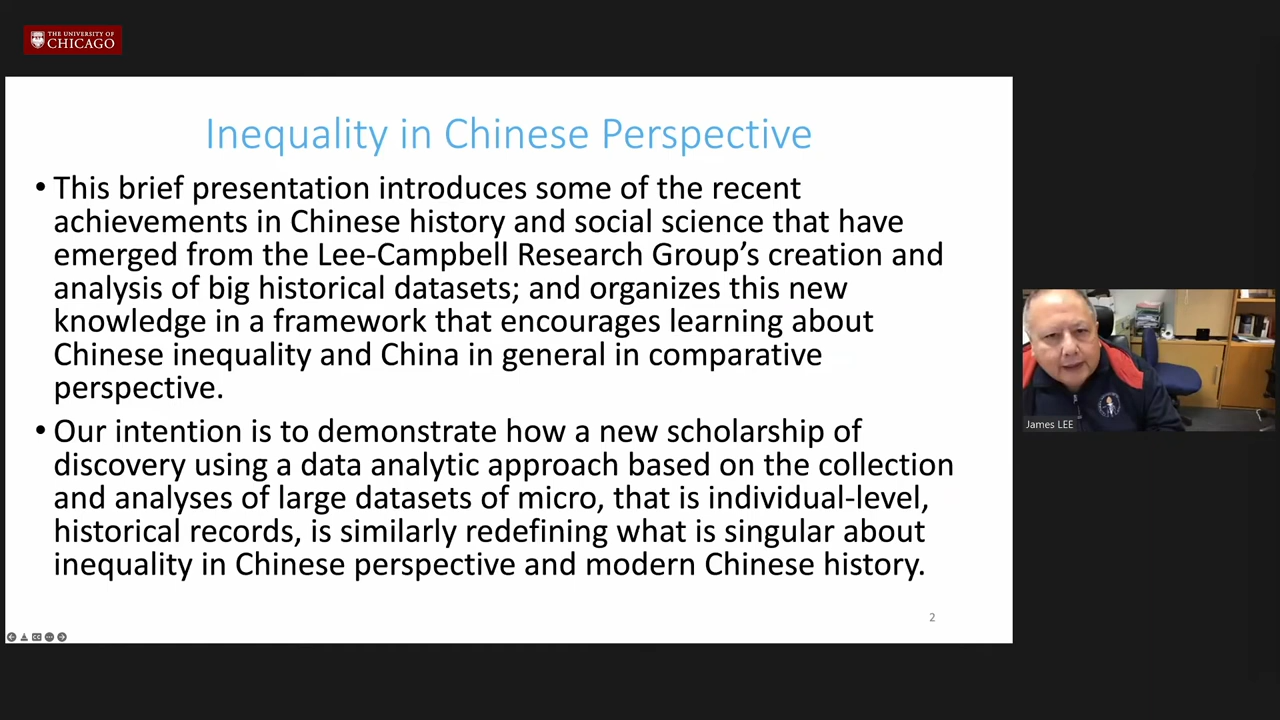 THE UNIVERSITY OF
CHICAGO
Inequality in Chinese Perspective
• This brief presentation introduces some of the recent
achievements in Chinese history and social science that have
emerged from the Lee-Campbell Research Group’s creation and
analysis of big historical datasets; and organizes this new
knowledge in a framework that encourages learning about
Chinese inequality and China in general in comparative
perspective.
• Our intention is to demonstrate how a new scholarship of
discovery using a data analytic approach based on the collection
and analyses of large datasets of micro, that is individual-level,
historical records, is similarly redefining what is singular about
inequality in Chinese perspective and modern Chinese history.
2
James LEE